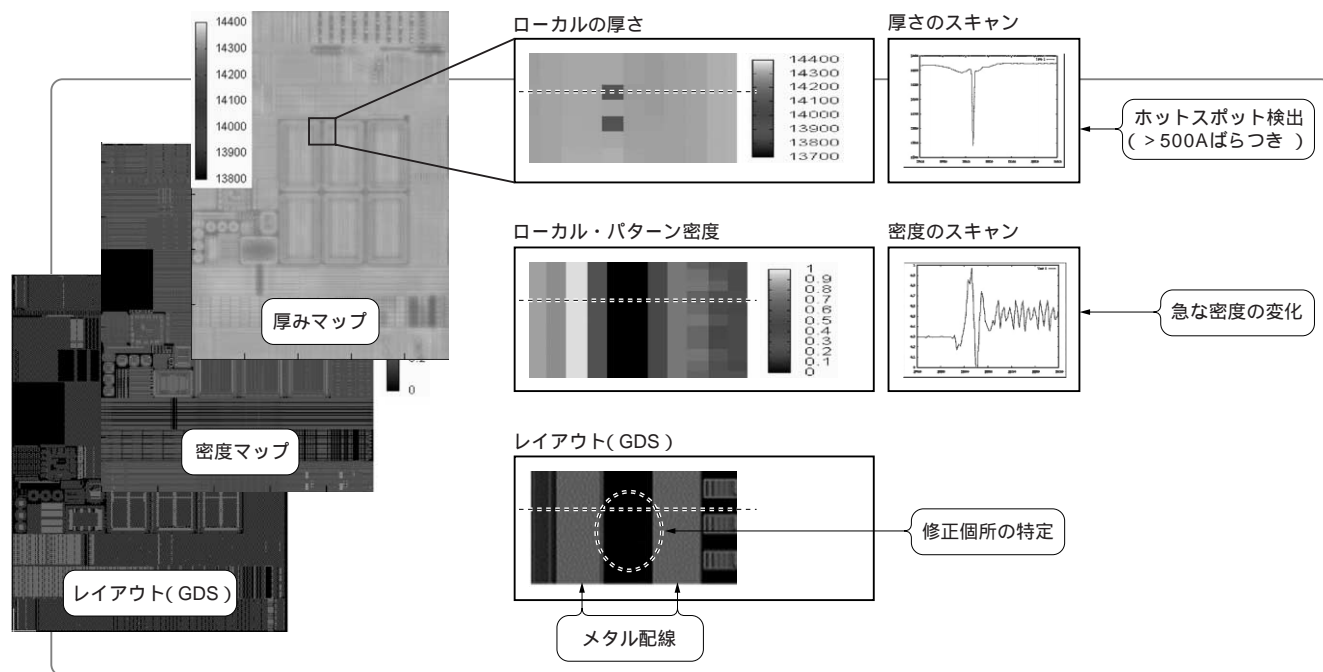 14400
14300
14200
14100
14000
13900
13800
厚みマップ
0
密度マップ
レイアウト(GDS)
ローカルの厚さ
14400
14300
14200
14100
14000
13900
13800
13700
厚さのスキャン
ホットスポット検出
(>500Aばらつき)
ローカル・パターン密度
1
0.9
0.8
0.7
0.6
0.5
0.4
0.3
0.2
0.1
0
密度のスキャン
急な密度の変化
レイアウト(GDS)
修正個所の特定
メタル配線